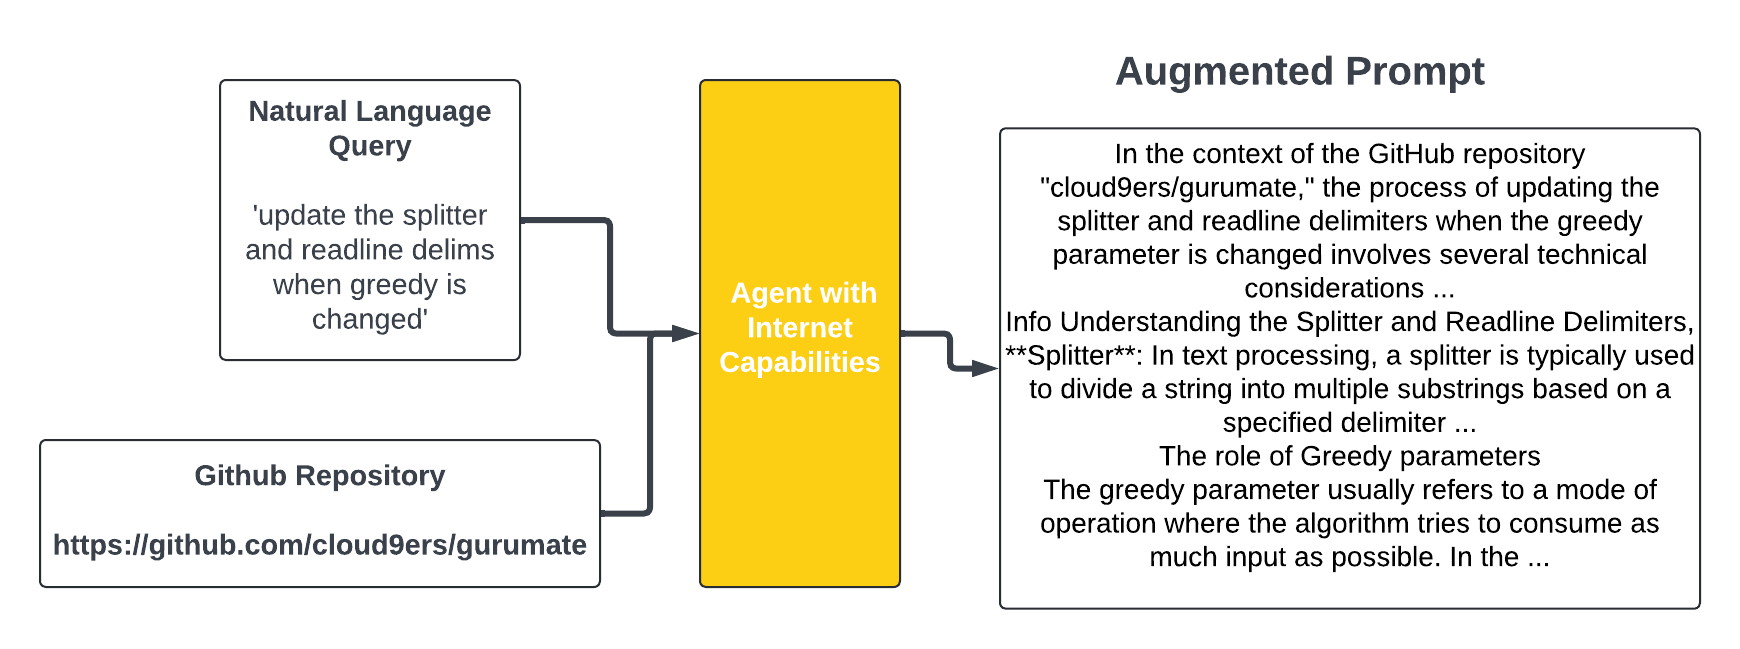 Natural Language
Query
'update the splitter
and readline delims
when greedy is
changed'
Github Repository
https://github.com/cloud9ers/gurumate
Agent with
Internet
Capabilities
Augmented Prompt
In the context of the GitHub repository
"cloud9ers/gurumate," the process of updating the
splitter and readline delimiters when the greedy
parameter is changed involves several technical
considerations ...
Info Understanding the Splitter and Readline Delimiters,
**Splitter**: In text processing, a splitter is typically used
to divide a string into multiple substrings based on a
specified delimiter ...
The role of Greedy parameters
The greedy parameter usually refers to a mode of
operation where the algorithm tries to consume as
much input as possible. In the ...